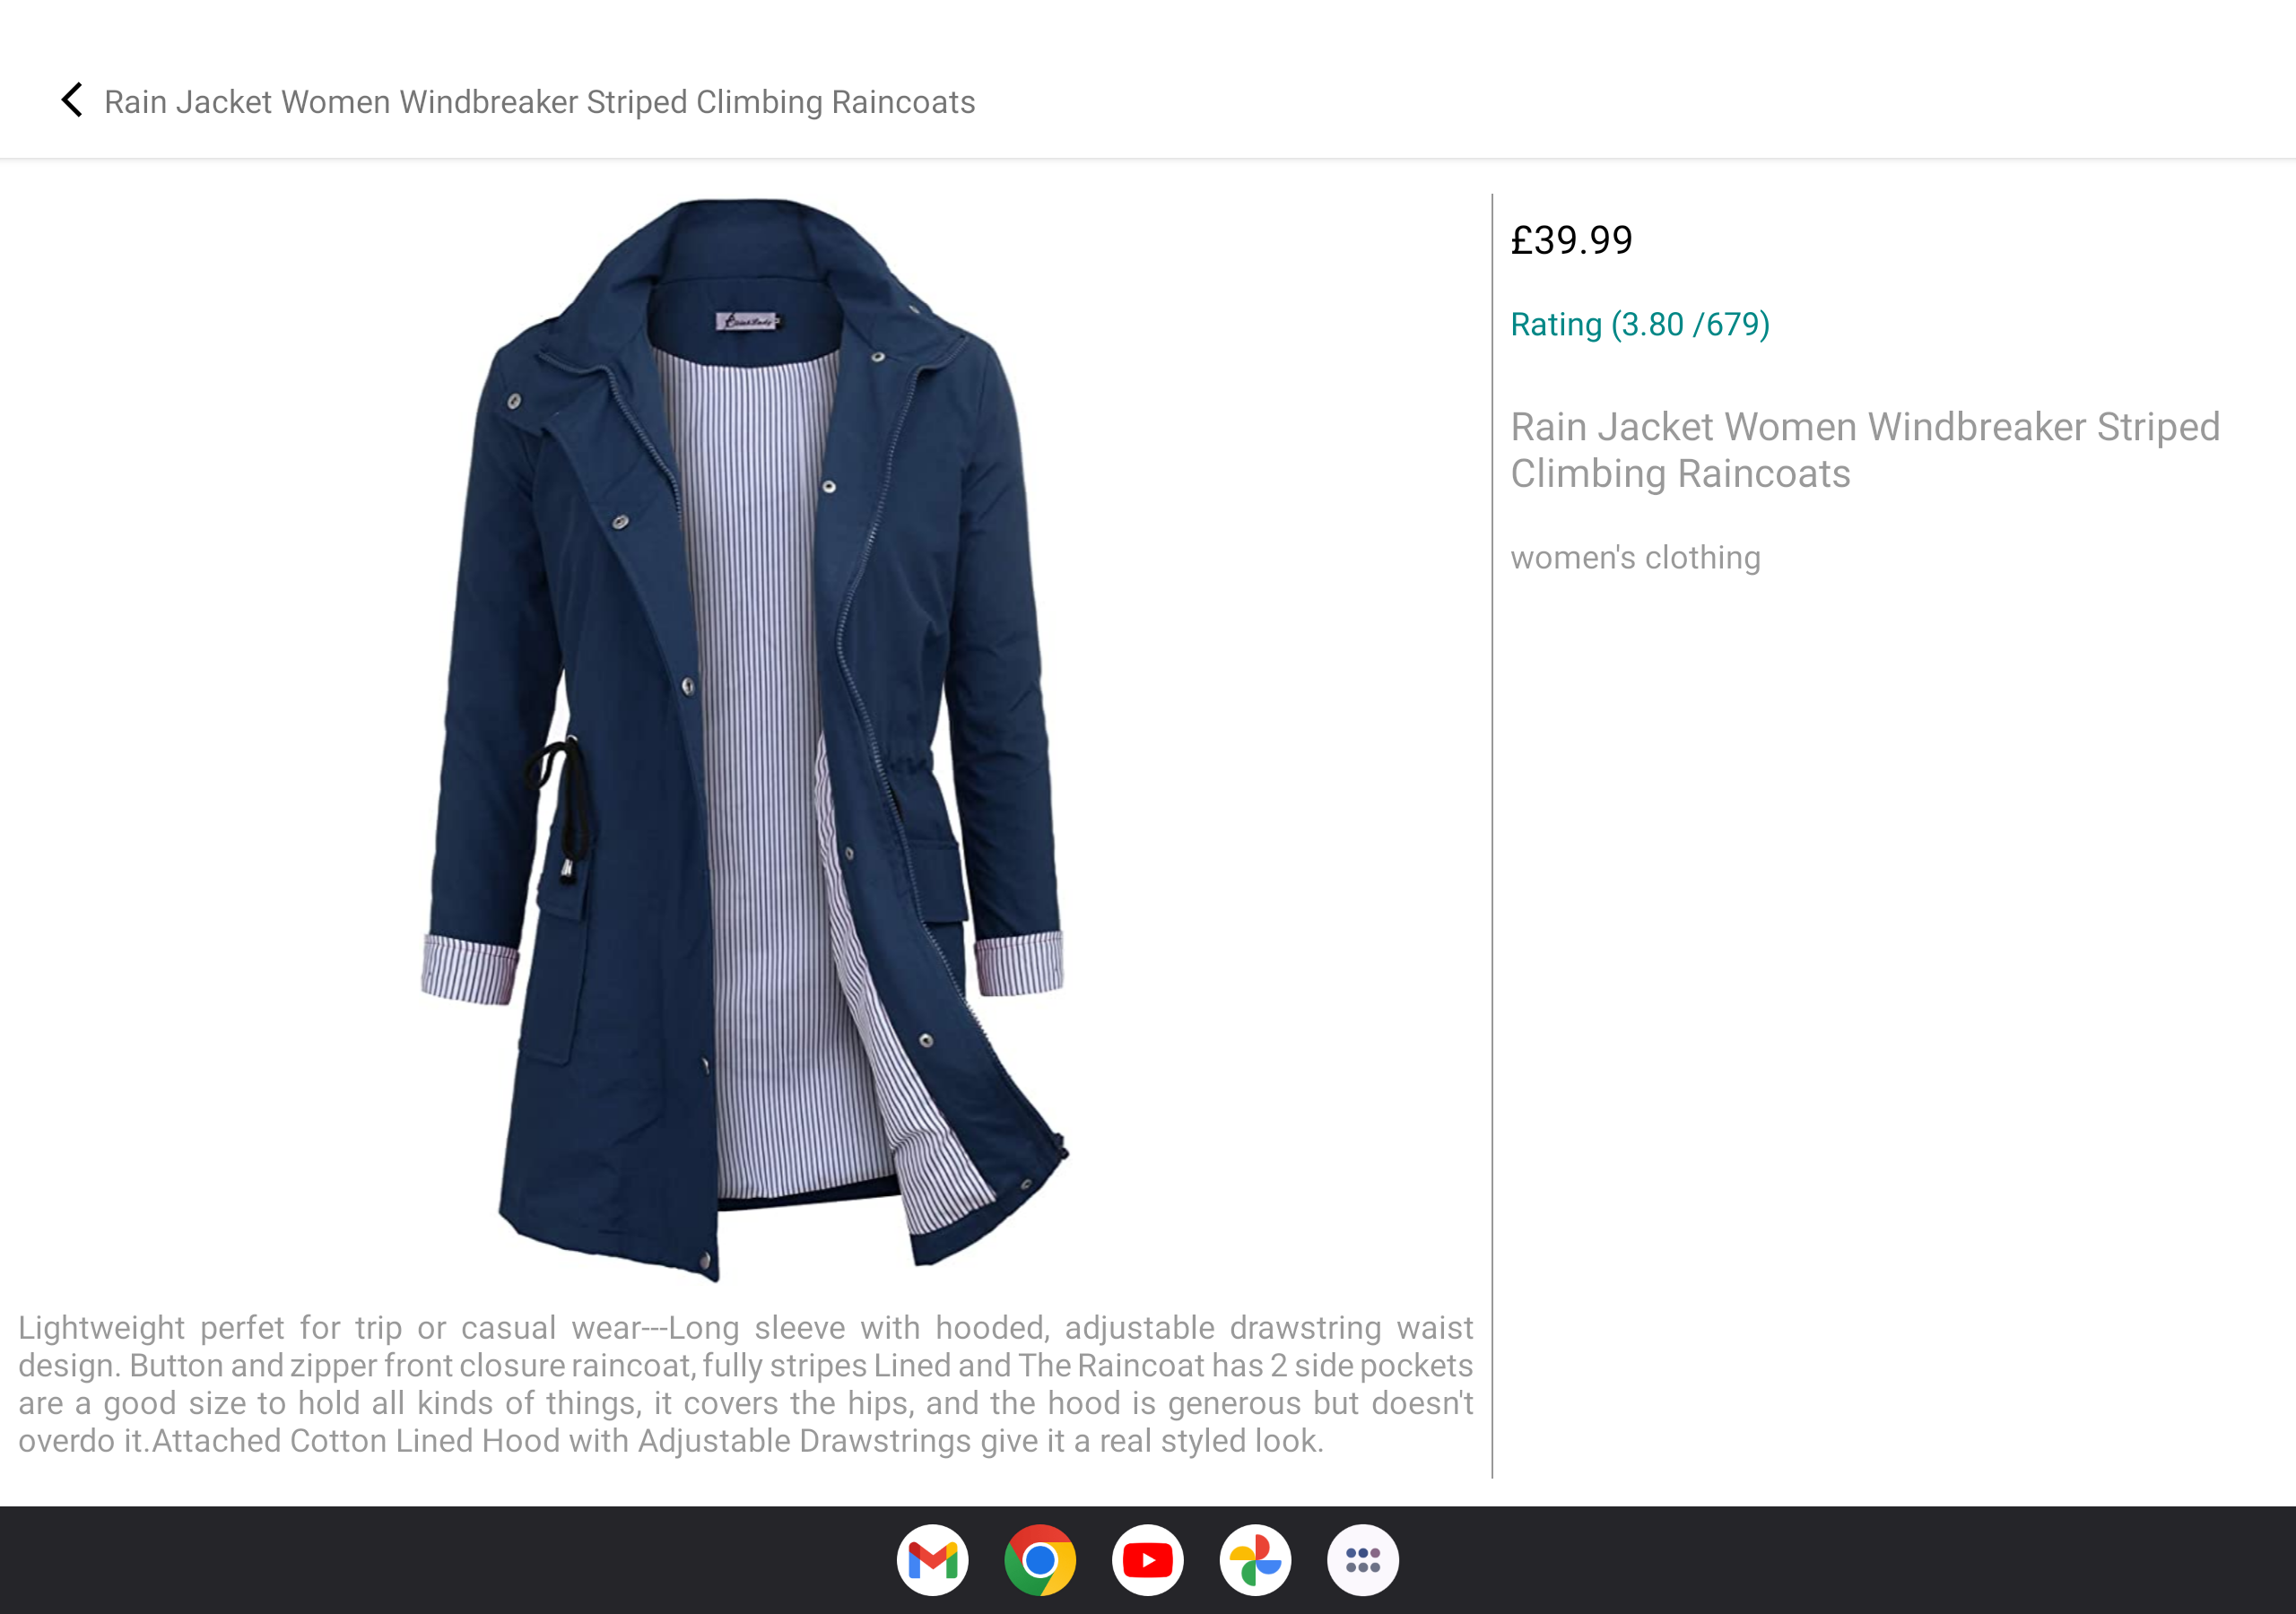 Rain Jacket Women Windbreaker Striped Climbing Raincoats
£39.99
Rating (3.80 /679)
Rain Jacket Women Windbreaker Striped
Climbing Raincoats
women's clothing
Lightweight perfet for trip or casual wear---Long sleeve with hooded, adjustable drawstring waist
design. Button and zipper front closure raincoat, fully stripes Lined and The Raincoat has 2 side pockets
are a good size to hold all kinds of things, it covers the hips, and the hood is generous but doesn't
overdo it.Attached Cotton Lined Hood with Adjustable Drawstrings give it a real styled look.